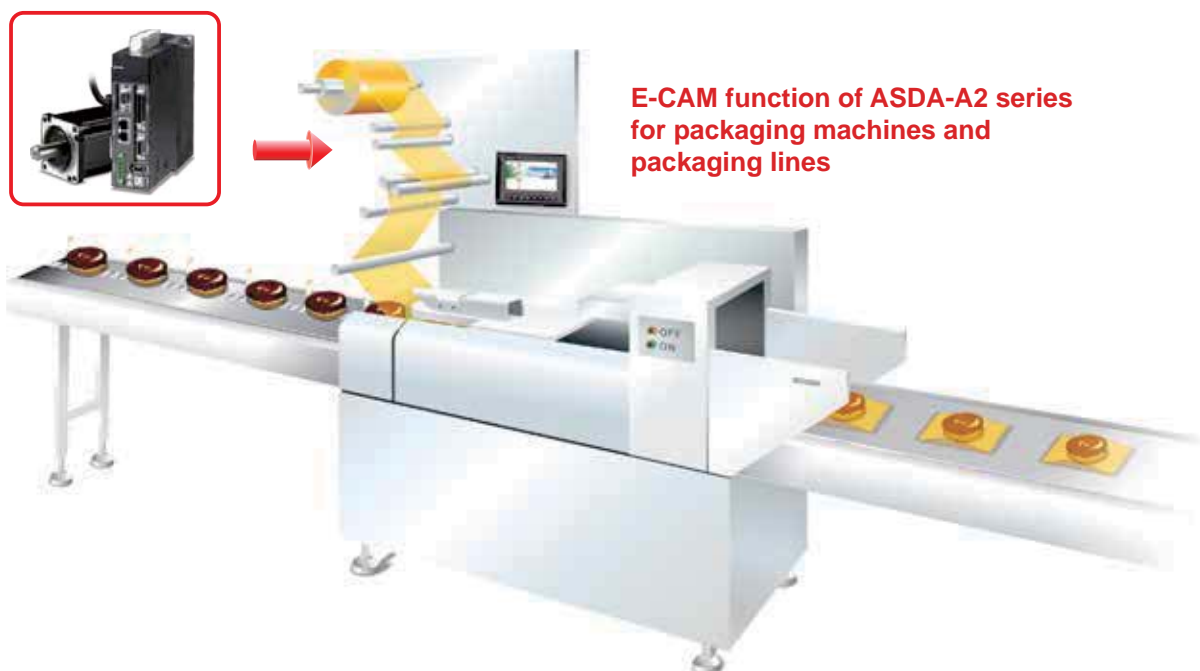 E-CAM function of ASDA-A2 series
for packaging machines and
packaging lines
OFF
ON